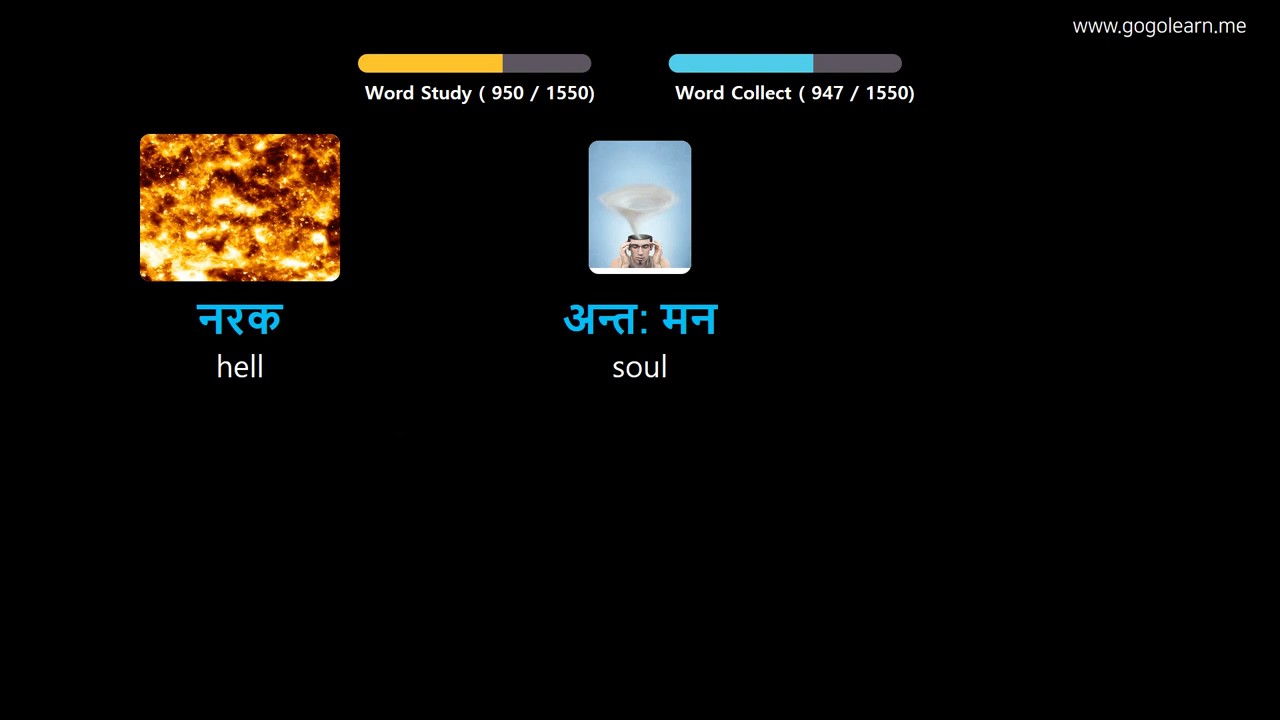 www.gogolearn.me
Word Study ( 950 / 1550)
Word Collect ( 947 / 1550)
नरक
अन्त: मन
hell
soul